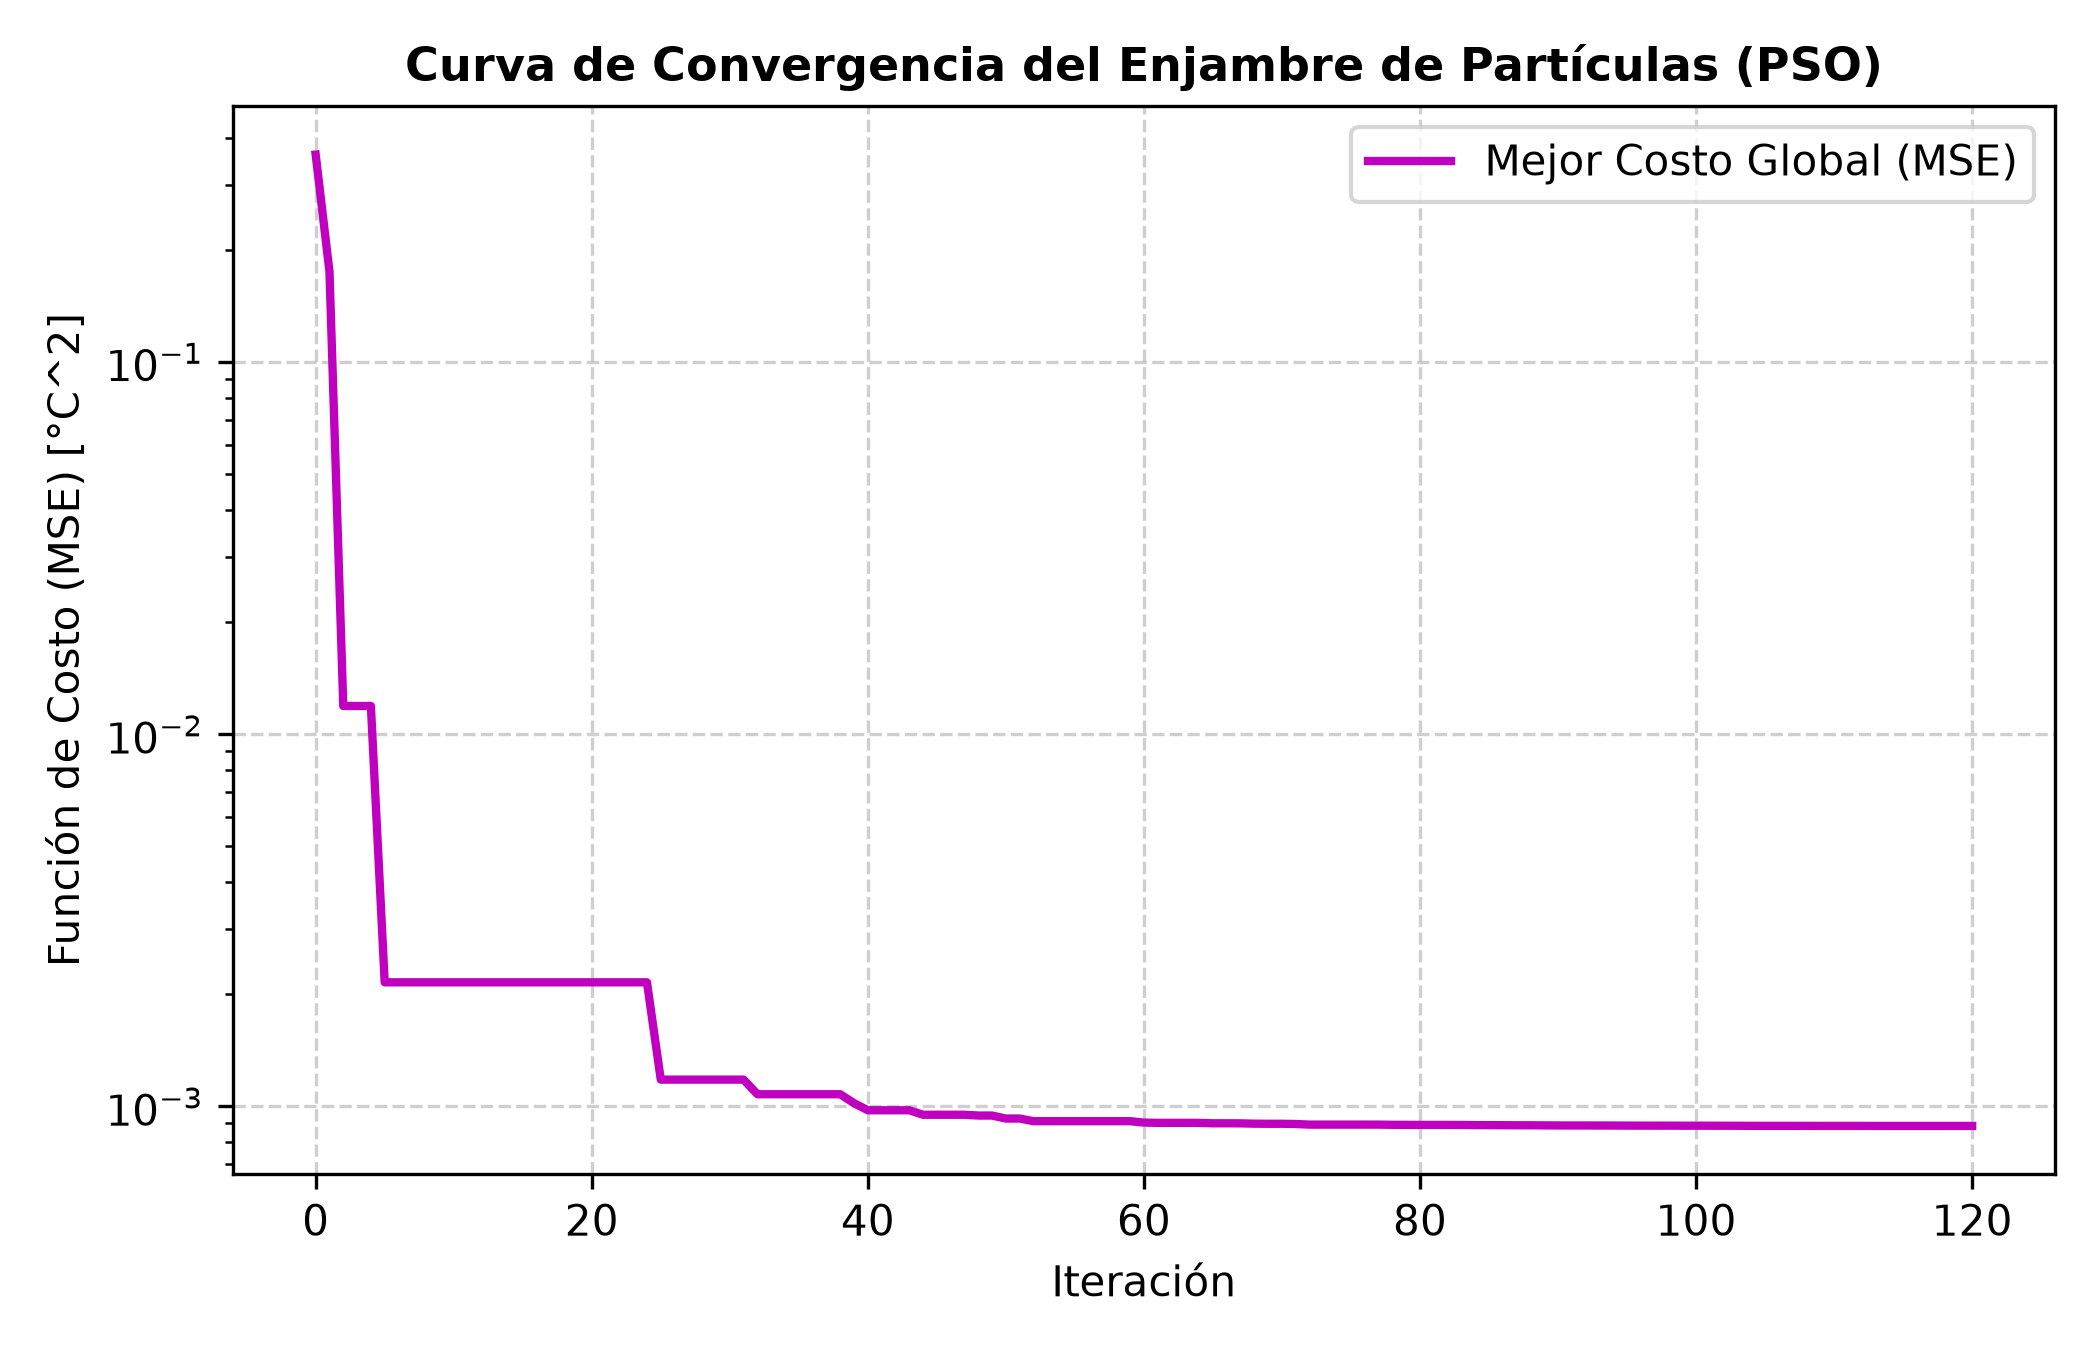 Curva de Convergencia del Enjambre de Partículas (PSO)
Mejor Costo Global (MSE)
Función de Costo (MSE) [°C^2]
10⁻¹
10⁻²
10⁻³
0 20 40 60 80 100 120
Iteración